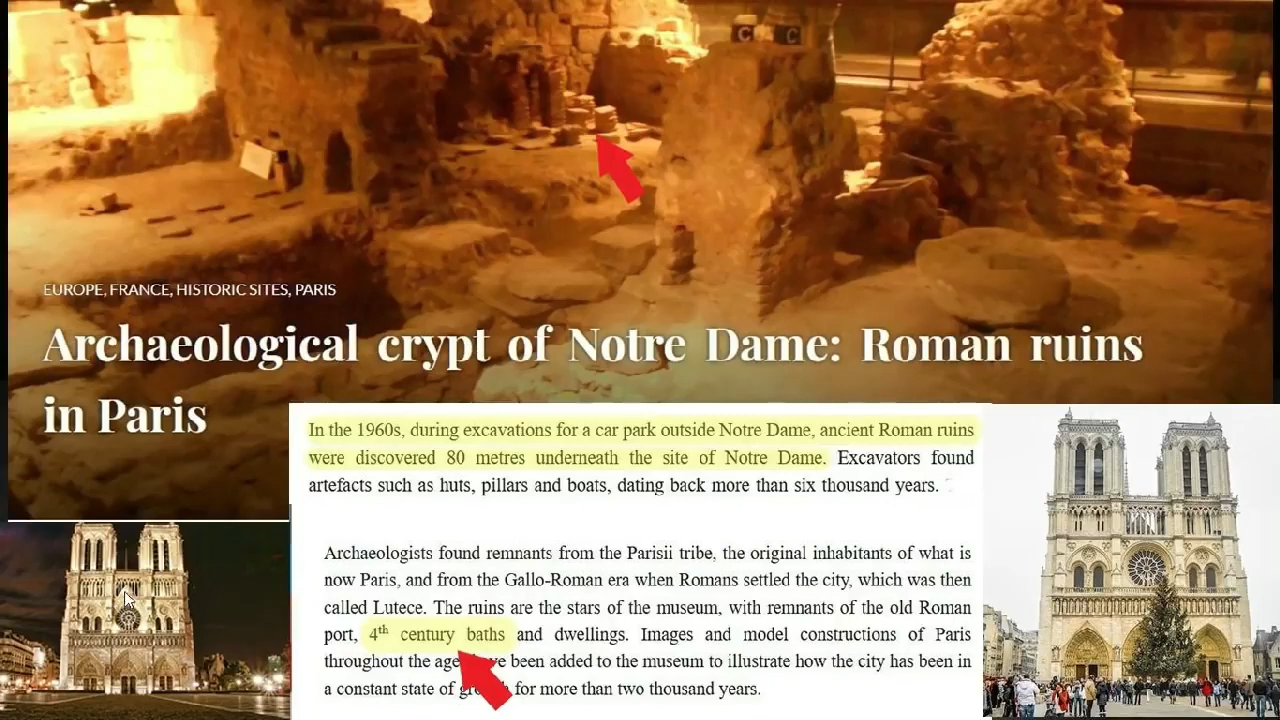 C C
EUROPE, FRANCE, HISTORIC SITES, PARIS
Archaeological crypt of Notre Dame: Roman ruins
in Paris
In the 1960s, during excavations for a car park outside Notre Dame, ancient Roman ruins
were discovered 80 metres underneath the site of Notre Dame. Excavators found
artefacts such as huts, pillars and boats, dating back more than six thousand years.
Archaeologists found remnants from the Parisii tribe, the original inhabitants of what is
now Paris, and from the Gallo-Roman era when Romans settled the city, which was then
called Lutece. The ruins are the stars of the museum, with remnants of the old Roman
port, 4th century baths and dwellings. Images and model constructions of Paris
throughout the been added to the museum to illustrate how the city has been in
a constant state of for more than two thousand years.